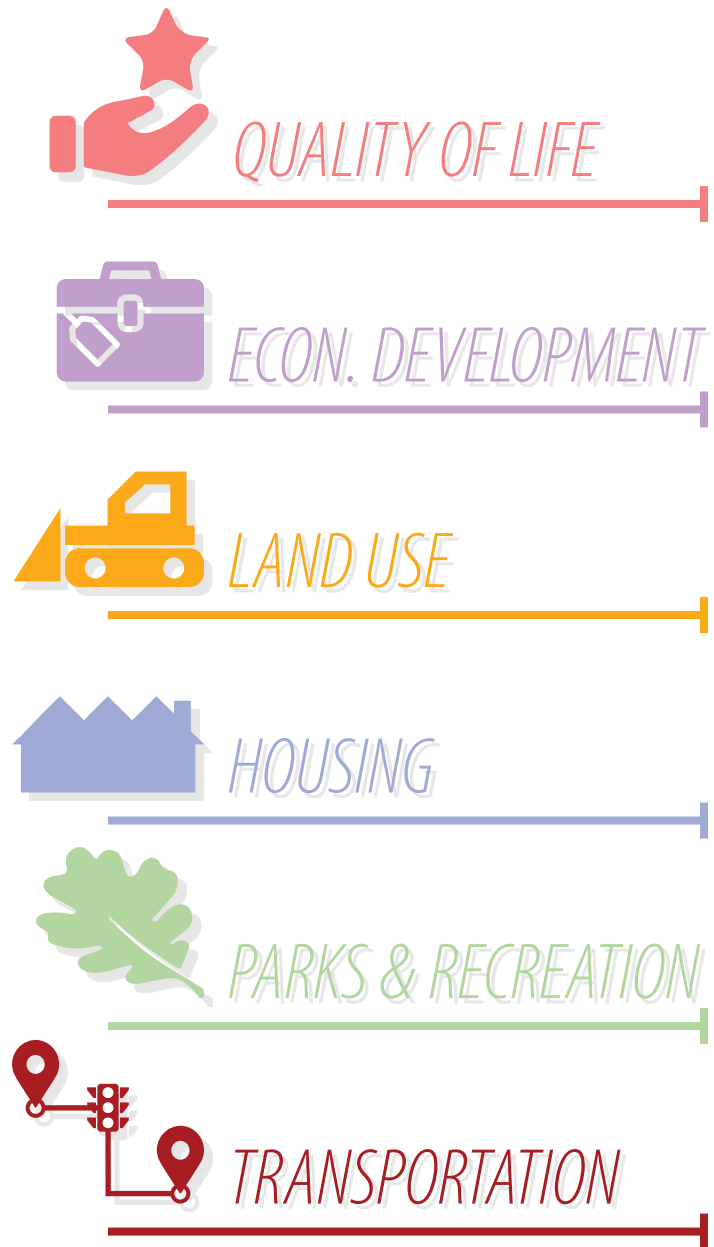 QUALITY OF LIFE
ECON. DEVELOPMENT
LAND USE
HOUSING
PARKS & RECREATION
TRANSPORTATION